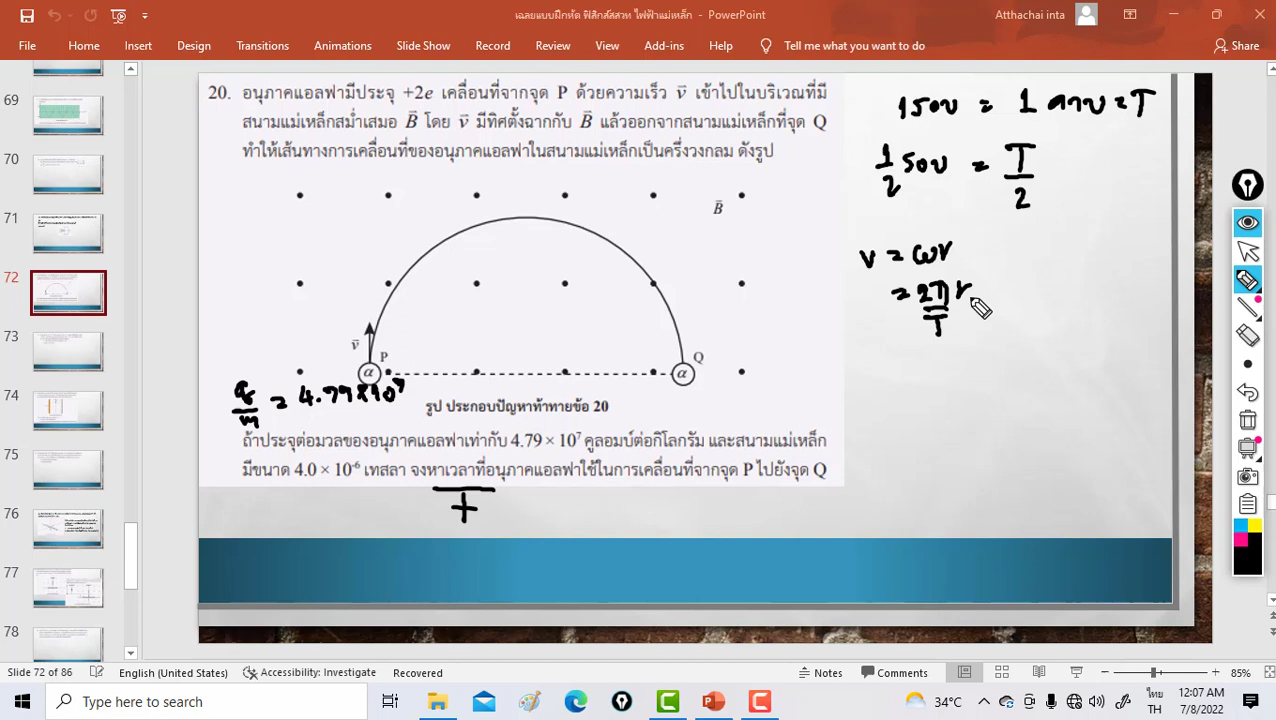 เฉลยแบบฝึกหัด ฟิสิกส์สสวท ไฟฟ้าแม่เหล็ก - PowerPoint
Atthachai inta
File Home Insert Design Transitions Animations Slide Show Record Review View Add-ins Help Tell me what you want to do Share
69
70
71
72
73
74
75
76
77
78
20. อนุภาคแอลฟามีประจุ +2e เคลื่อนที่จากจุด P ด้วยความเร็ว v⃗ เข้าไปในบริเวณที่มี
สนามแม่เหล็กสม่ำเสมอ B⃗ โดย v⃗ มีทิศตั้งฉากกับ B⃗ แล้วออกจากสนามแม่เหล็กที่จุด Q
ทำให้เส้นทางการเคลื่อนที่ของอนุภาคแอลฟาในสนามแม่เหล็กเป็นครึ่งวงกลม ดังรูป
B⃗
v⃗
P
Q
α
α
q/m = 4.79×10⁷
รูป ประกอบปัญหาท้าทายข้อ 20
ถ้าประจุต่อมวลของอนุภาคแอลฟาเท่ากับ 4.79 × 10⁷ คูลอมบ์ต่อกิโลกรัม และสนามแม่เหล็ก
มีขนาด 4.0 × 10⁻⁶ เทสลา จงหาเวลาที่อนุภาคแอลฟาใช้ในการเคลื่อนที่จากจุด P ไปยังจุด Q
1 รอบ = 1 คาบ = T
1/2 รอบ = T/2
v = ωr
= 2π/T r
Slide 72 of 86 English (United States) Accessibility: Investigate Recovered Notes Comments 85%
Type here to search
34°C
ไทย
TH
12:07 AM
7/8/2022